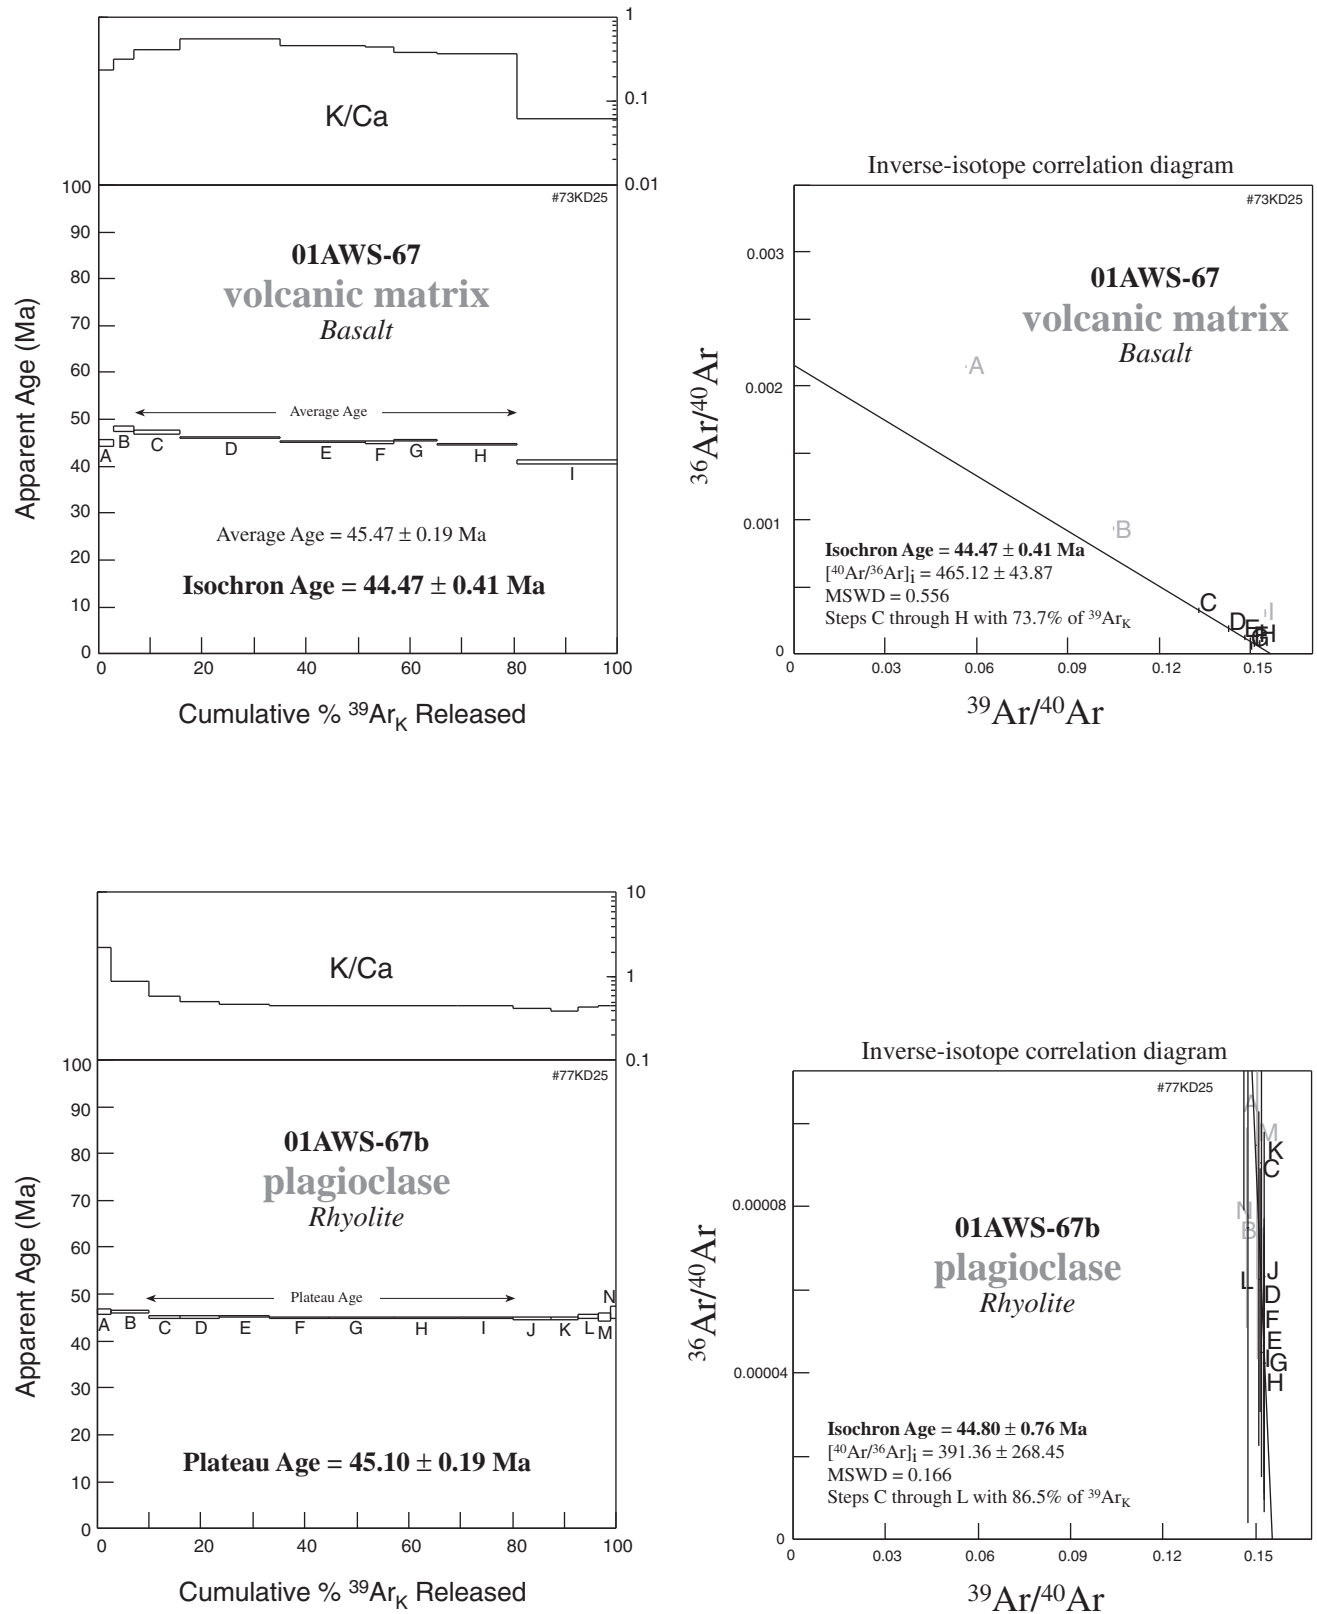 1
K/Ca
0.1
0.01
100
#73KD25
90
01AWS-67
80
volcanic matrix
70
Basalt
60
50
Average Age
A B C D E F G H I
40
30
Average Age = 45.47 ± 0.19 Ma
20
Isochron Age = 44.47 ± 0.41 Ma
10
0
0 20 40 60 80 100
Apparent Age (Ma)
Cumulative % ³⁹Ar_K Released
Inverse-isotope correlation diagram
#73KD25
0.003
01AWS-67
volcanic matrix
Basalt
A
0.002
B
0.001
Isochron Age = 44.47 ± 0.41 Ma
[⁴⁰Ar/³⁶Ar]i = 465.12 ± 43.87
MSWD = 0.556
Steps C through H with 73.7% of ³⁹Ar_K
C D E G H I
0
0 0.03 0.06 0.09 0.12 0.15
³⁶Ar/⁴⁰Ar
³⁹Ar/⁴⁰Ar
10
K/Ca
1
0.1
100
#77KD25
90
01AWS-67b
80
plagioclase
70
Rhyolite
60
50
Plateau Age
A B C D E F G H I J K L M N
40
30
20
Plateau Age = 45.10 ± 0.19 Ma
10
0
0 20 40 60 80 100
Apparent Age (Ma)
Cumulative % ³⁹Ar_K Released
Inverse-isotope correlation diagram
#77KD25
A
M
K
C
0.00008
N
B
01AWS-67b
plagioclase
Rhyolite
L
J
D
F
E
I
G
H
0.00004
Isochron Age = 44.80 ± 0.76 Ma
[⁴⁰Ar/³⁶Ar]i = 391.36 ± 268.45
MSWD = 0.166
Steps C through L with 86.5% of ³⁹Ar_K
0
0 0.03 0.06 0.09 0.12 0.15
³⁶Ar/⁴⁰Ar
³⁹Ar/⁴⁰Ar